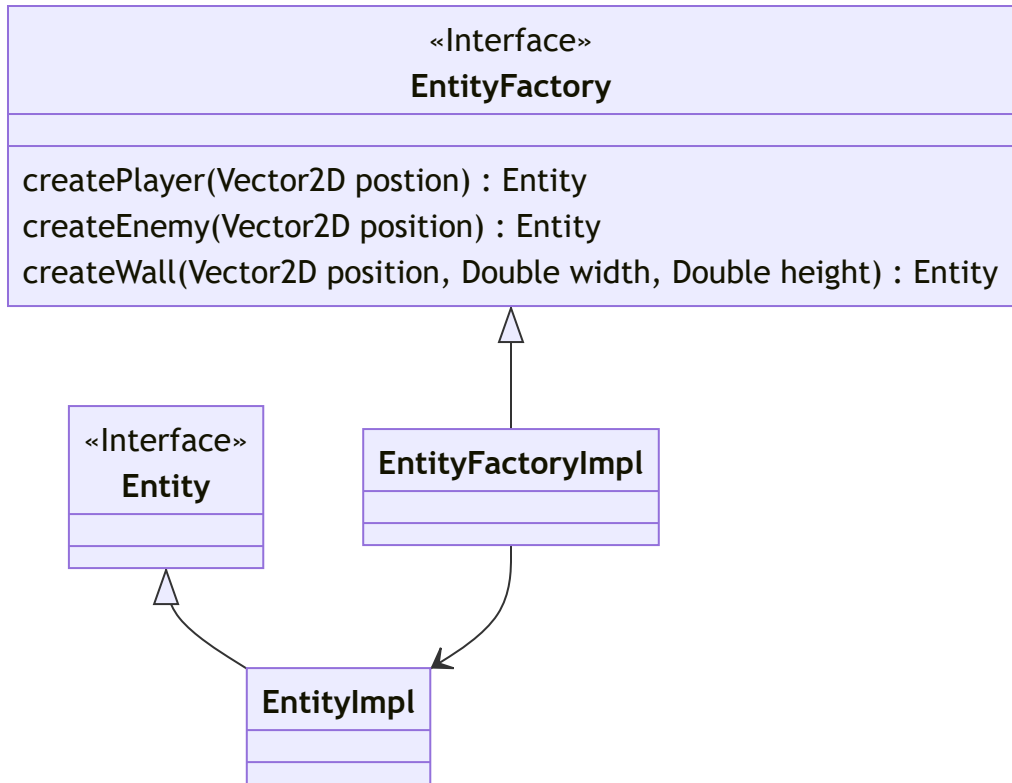 «Interface»
EntityFactory
createPlayer(Vector2D postion) : Entity
createEnemy(Vector2D position) : Entity
createWall(Vector2D position, Double width, Double height) : Entity
«Interface»
Entity
EntityFactoryImpl
EntityImpl